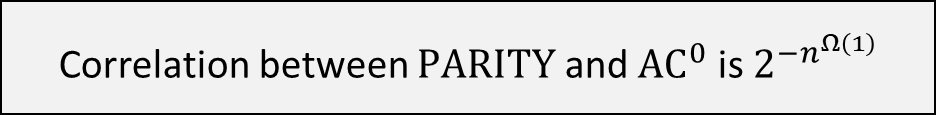 Correlation between PARITY and AC⁰ is 2^{-n^{Ω(1)}}